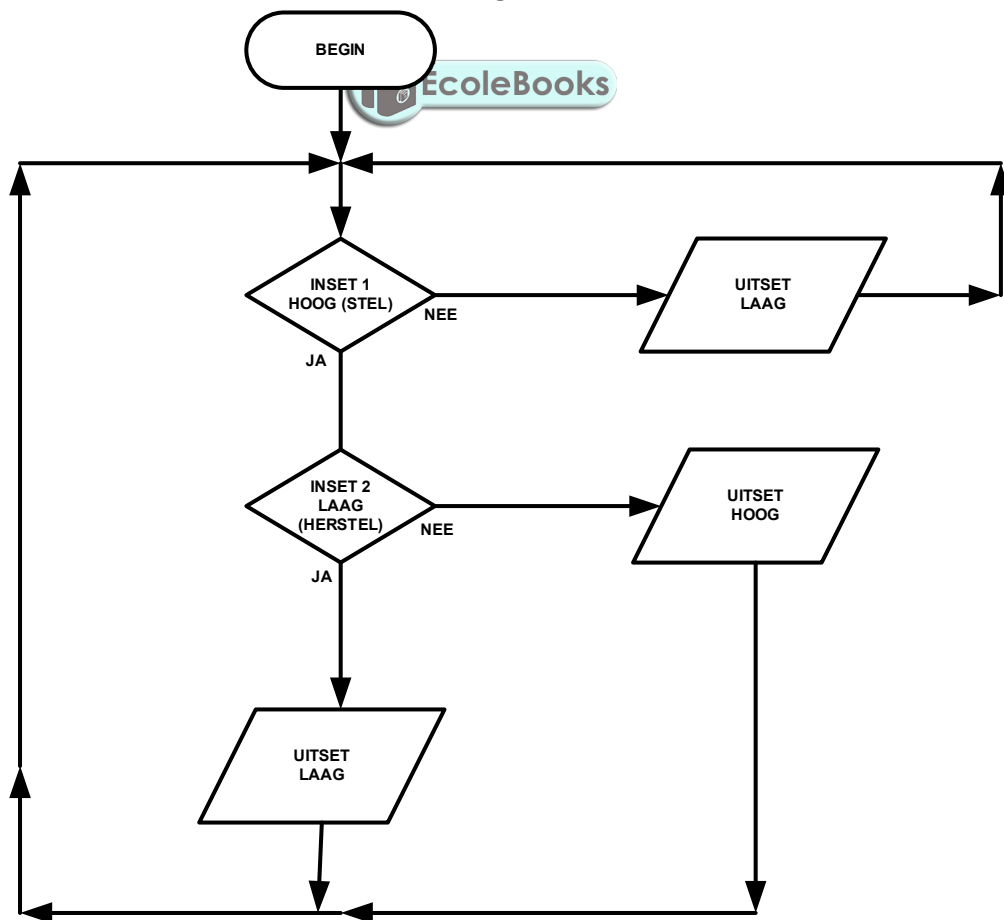 BEGIN
EcoleBooks
INSET 1
HOOG (STEL)
NEE
UITSET
LAAG
JA
INSET 2
LAAG
(HERSTEL)
NEE
UITSET
HOOG
JA
UITSET
LAAG